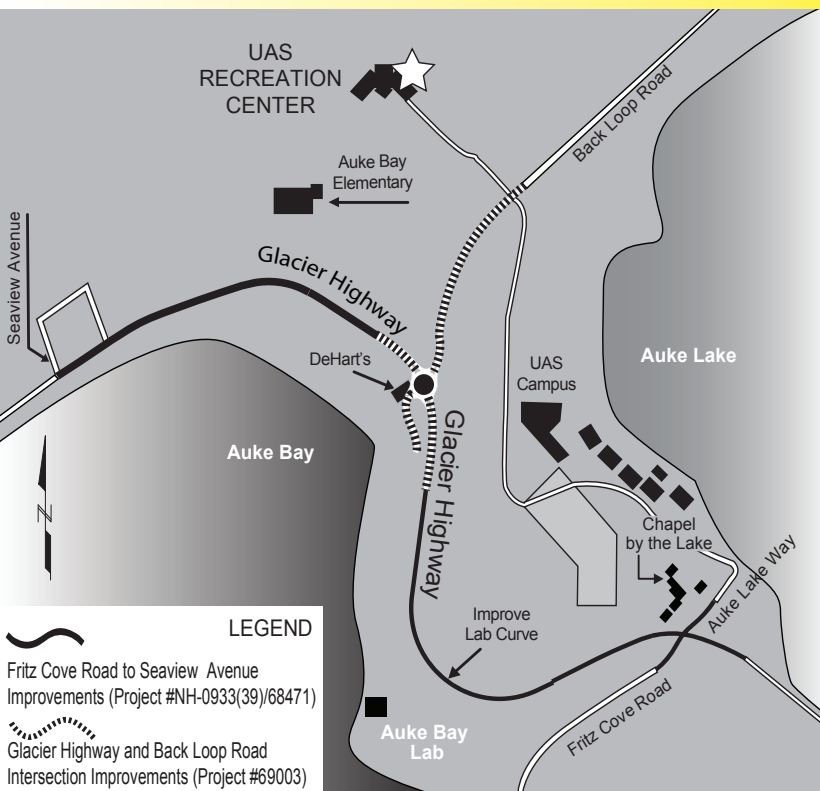 UAS
RECREATION
CENTER
Back Loop Road
Auke Bay
Elementary
Seaview Avenue
Glacier Highway
DeHart's
UAS
Campus
Auke Lake
Auke Bay
Glacier Highway
N
Chapel
by the Lake
Auke Lake Way
Improve
Lab Curve
Fritz Cove Road
Auke Bay
Lab
LEGEND
Fritz Cove Road to Seaview Avenue
Improvements (Project #NH-0933(39)/68471)
Glacier Highway and Back Loop Road
Intersection Improvements (Project #69003)